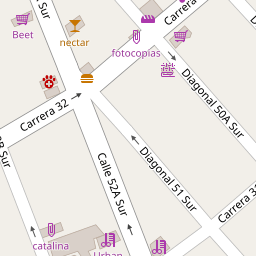 Beet
Sur
nectar
fotocopias
Carrera
Diagonal 50A Sur
Carrera 32
Diagonal 51 Sur
Calle 52A Sur
Sur
Carrera 3
catalina
Urban